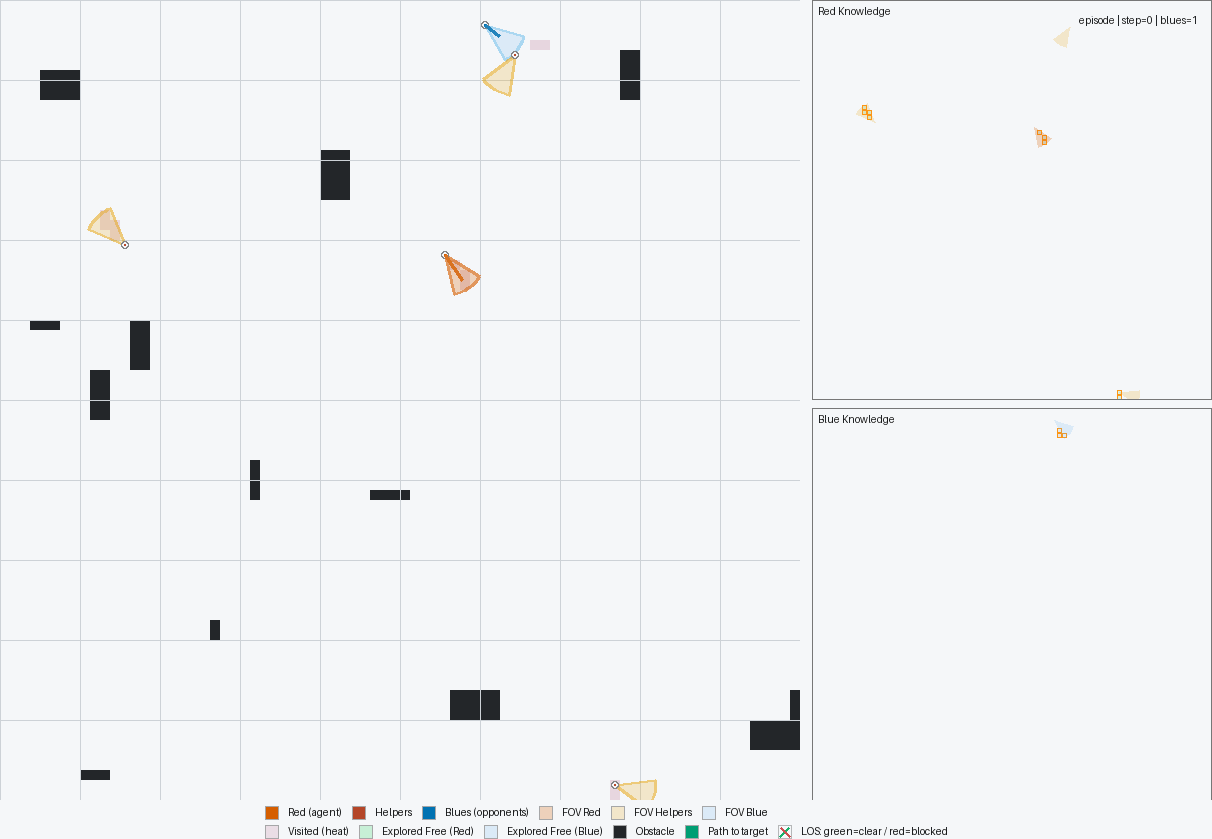 Red Knowledge
episode | step=0 | blues=1
Blue Knowledge
Red (agent) Helpers Blues (opponents) FOV Red FOV Helpers FOV Blue
Visited (heat) Explored Free (Red) Explored Free (Blue) Obstacle Path to target LOS: green=clear / red=blocked